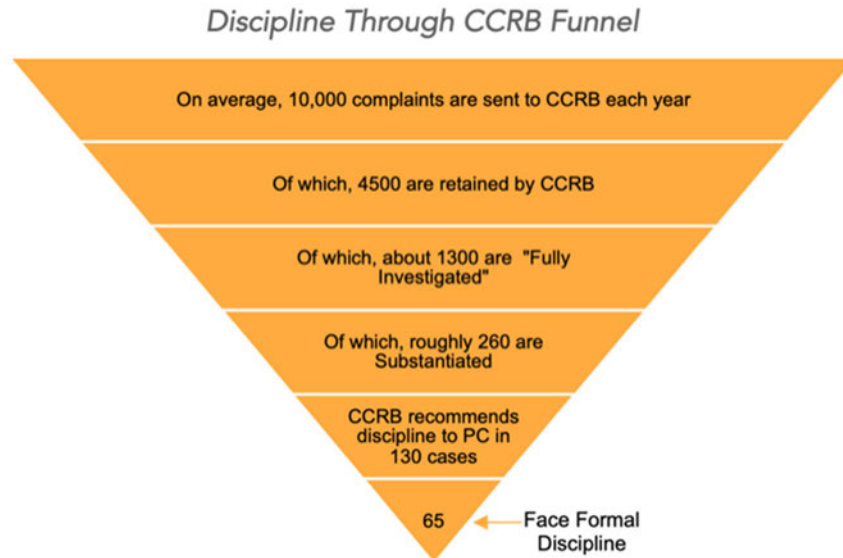 Discipline Through CCRB Funnel
On average, 10,000 complaints are sent to CCRB each year
Of which, 4500 are retained by CCRB
Of which, about 1300 are "Fully
Investigated"
Of which, roughly 260 are
Substantiated
CCRB recommends
discipline to PC in
130 cases
65
Face Formal
Discipline